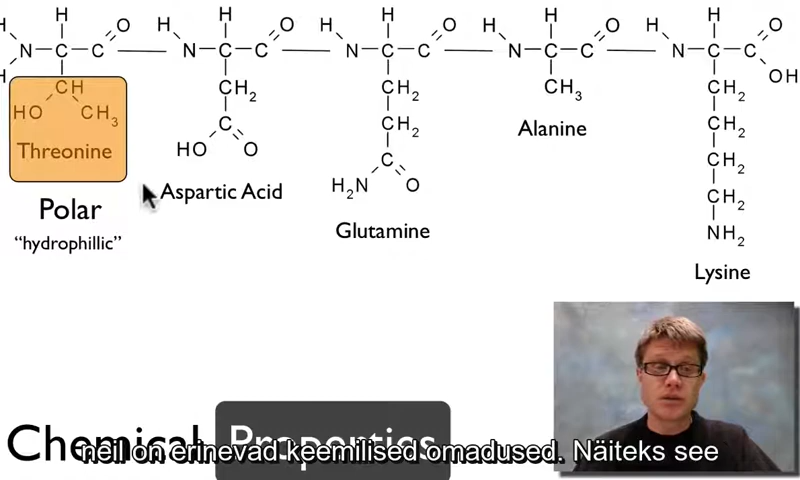 H H O H H O H H O H H O H H O
N C C N C C N C C N C C N C C
H OH
CH CH2 CH2 CH3 CH2
HO CH3
Threonine
C CH2 CH2
HO O
Alanine
C CH2
H2N O
CH2
Aspartic Acid
Polar
"hydrophillic"
Glutamine
NH2
Lysine
Chemical Properties
neil on erinevad keemilised omadused. Näiteks see